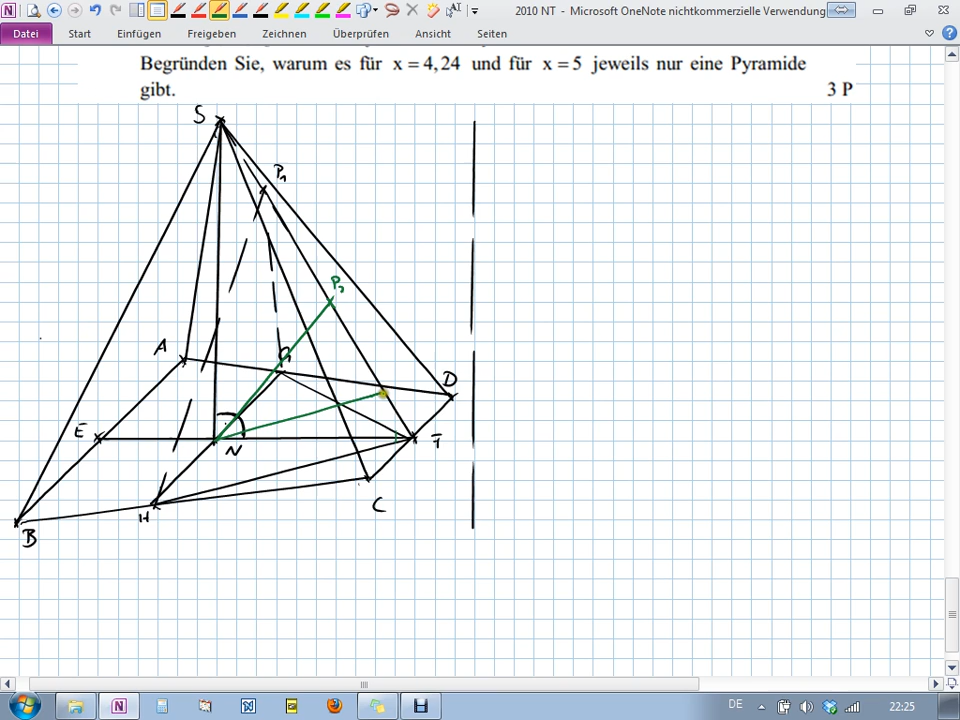 2010 NT - Microsoft OneNote nichtkommerzielle Verwendung
Datei Start Einfügen Freigeben Zeichnen Überprüfen Ansicht Seiten
Begründen Sie, warum es für x = 4,24 und für x = 5 jeweils nur eine Pyramide
gibt. 3 P
S
P₁
P₂
A
G
D
E
N
F
H
C
B
DE
22:25